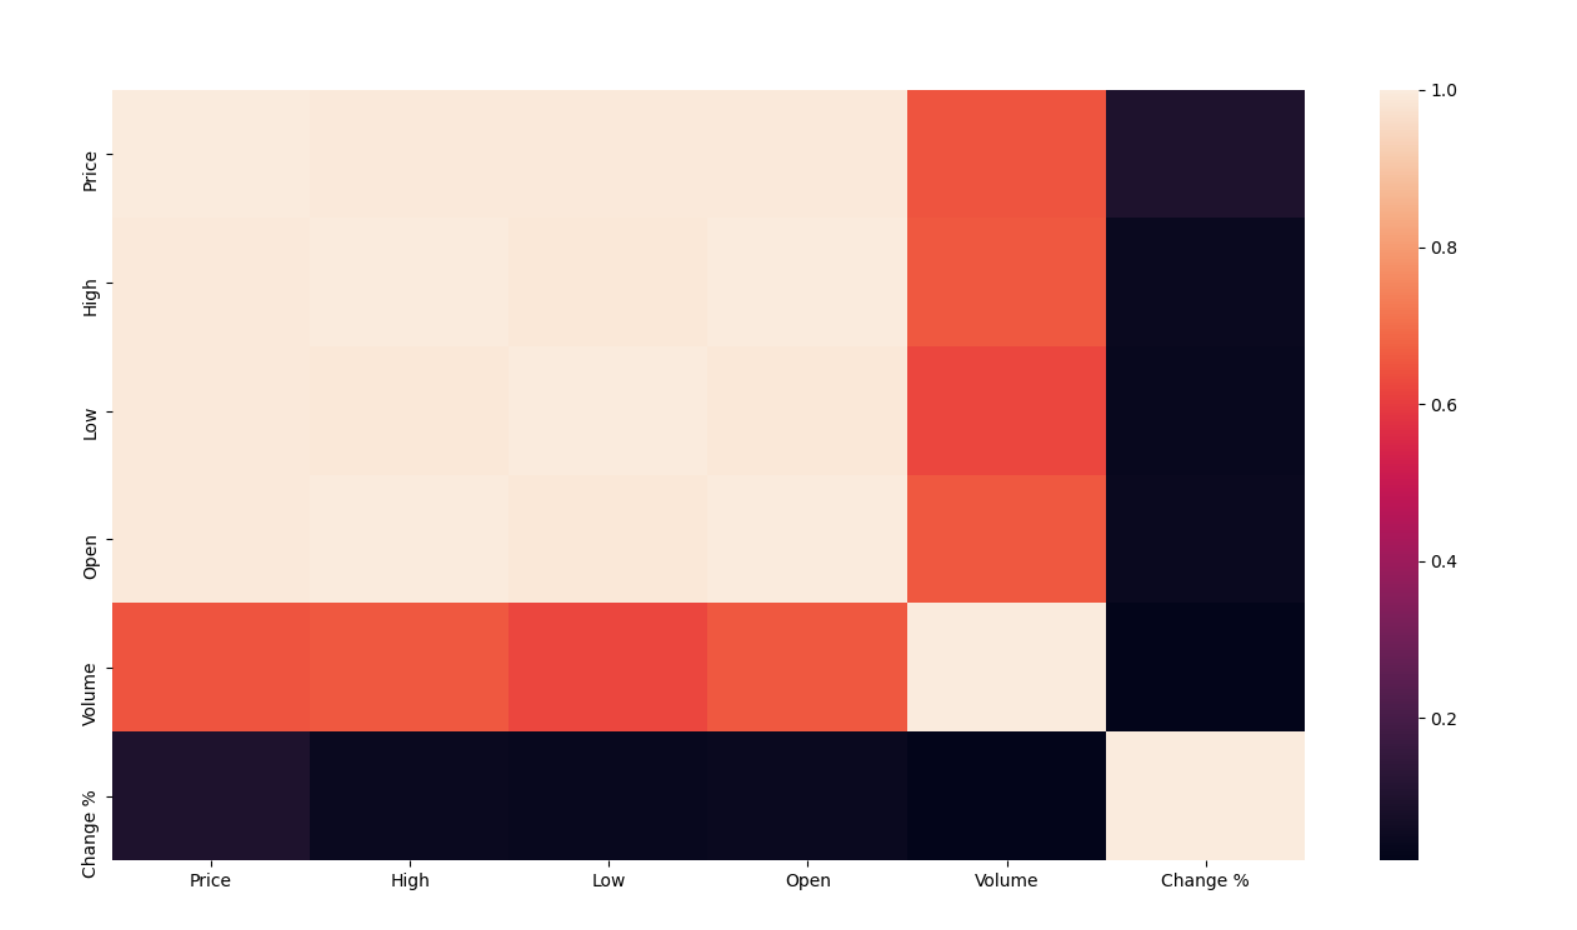 Price
High
Low
Open
Volume
Change %
Price
High
Low
Open
Volume
Change %
1.0
0.8
0.6
0.4
0.2